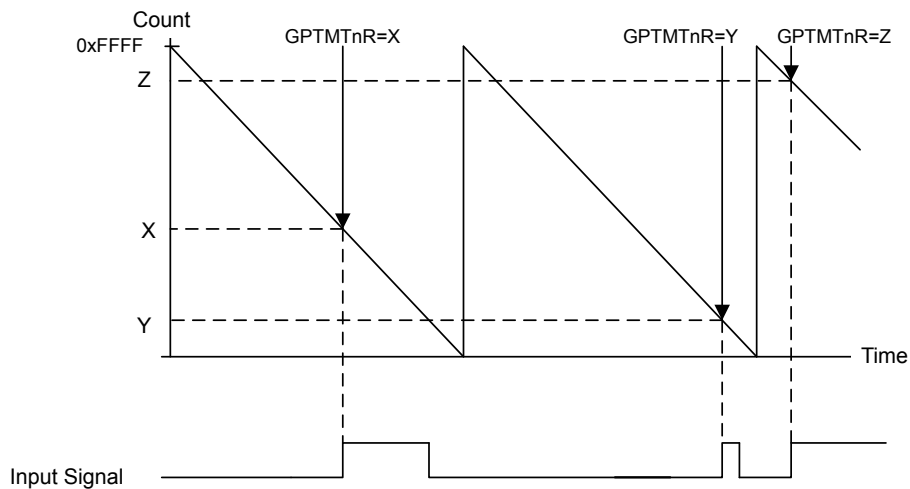 Count
0xFFFF
GPTMTnR=X
GPTMTnR=Y
GPTMTnR=Z
Z
X
Y
Time
Input Signal